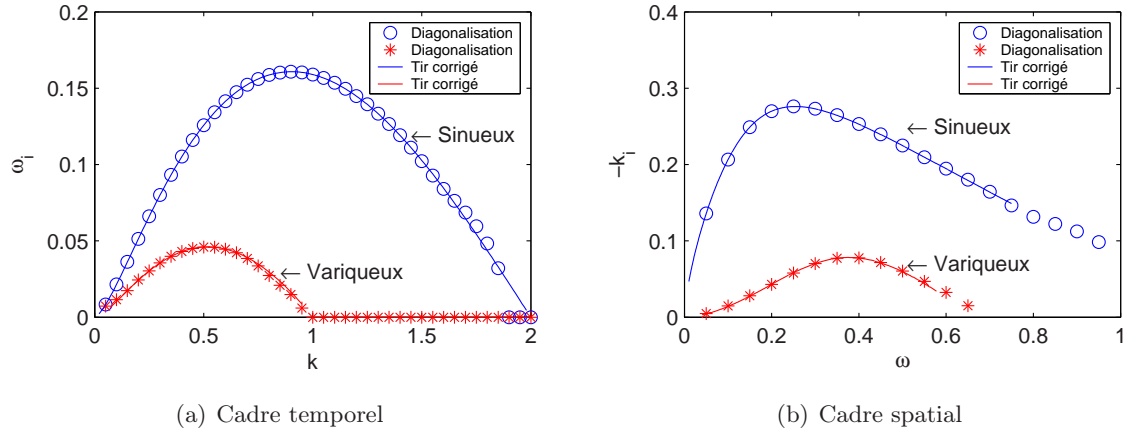 0.2
0.15
0.1
0.05
0
0
0.5
1
1.5
2
ω_i
k
Diagonalisation
Diagonalisation
Tir corrigé
Tir corrigé
← Sinueux
← Variqueux
(a) Cadre temporel
0.4
0.3
0.2
0.1
0
0
0.2
0.4
0.6
0.8
1
−k_i
ω
Diagonalisation
Diagonalisation
Tir corrigé
Tir corrigé
← Sinueux
← Variqueux
(b) Cadre spatial